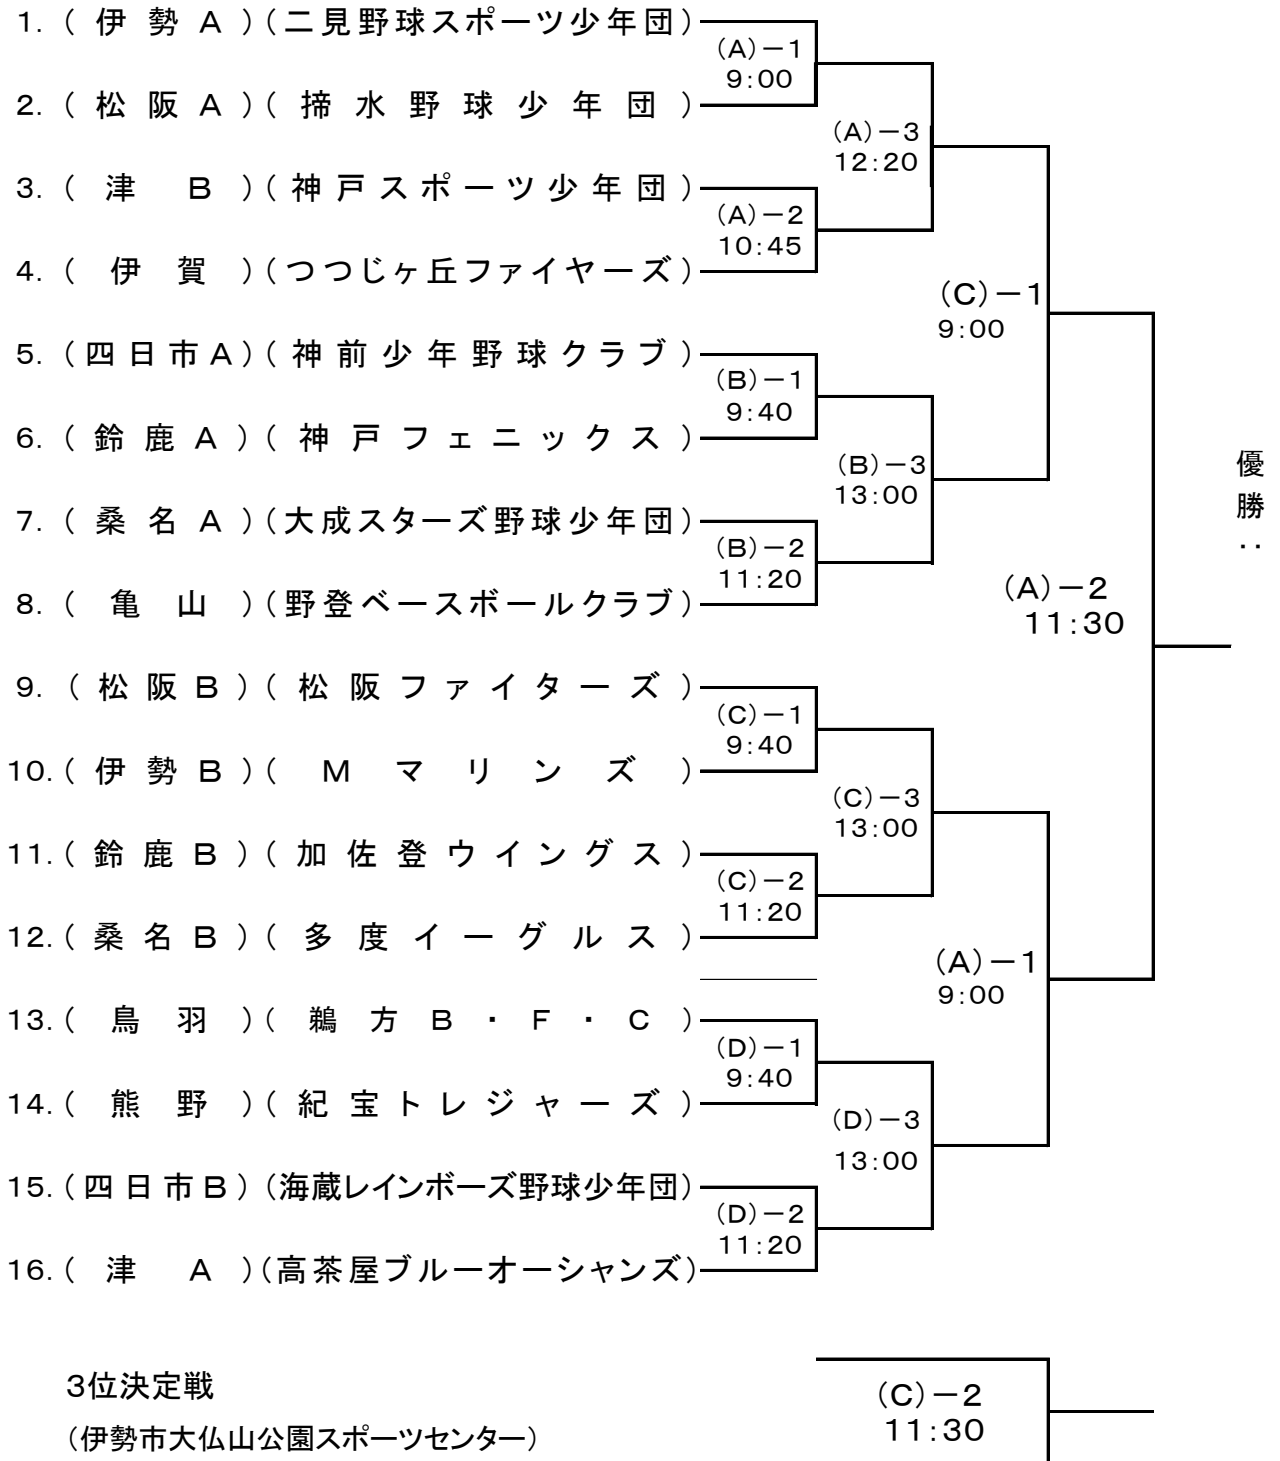 1.(伊勢A)(二見野球スポーツ少年団)
(A)－1
9:00
2.(松阪A)(揥水野球少年団)
(A)－3
12:20
3.(津B)(神戸スポーツ少年団)
(A)－2
10:45
4.(伊賀)(つつじヶ丘ファイヤーズ)
(C)－1
9:00
5.(四日市A)(神前少年野球クラブ)
(B)－1
9:40
6.(鈴鹿A)(神戸フェニックス)
(B)－3
13:00
7.(桑名A)(大成スターズ野球少年団)
(B)－2
11:20
8.(亀山)(野登ベースボールクラブ)
(A)－2
11:30
優勝：
9.(松阪B)(松阪ファイターズ)
(C)－1
9:40
10.(伊勢B)(Mマリンズ)
(C)－3
13:00
11.(鈴鹿B)(加佐登ウイングス)
(C)－2
11:20
12.(桑名B)(多度イーグルス)
(A)－1
9:00
13.(鳥羽)(鵜方B・F・C)
(D)－1
9:40
14.(熊野)(紀宝トレジャーズ)
(D)－3
13:00
15.(四日市B)(海蔵レインボーズ野球少年団)
(D)－2
11:20
16.(津A)(高茶屋ブルーオーシャンズ)
3位決定戦
(伊勢市大仏山公園スポーツセンター)
(C)－2
11:30